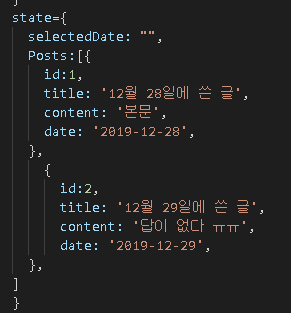 state={
selectedDate: "",
Posts:[{
id:1,
title: '12월 28일에 쓴 글',
content: '본문',
date: '2019-12-28',
},
{
id:2,
title: '12월 29일에 쓴 글',
content: '답이 없다 ㅠㅠ',
date: '2019-12-29',
},
]
}